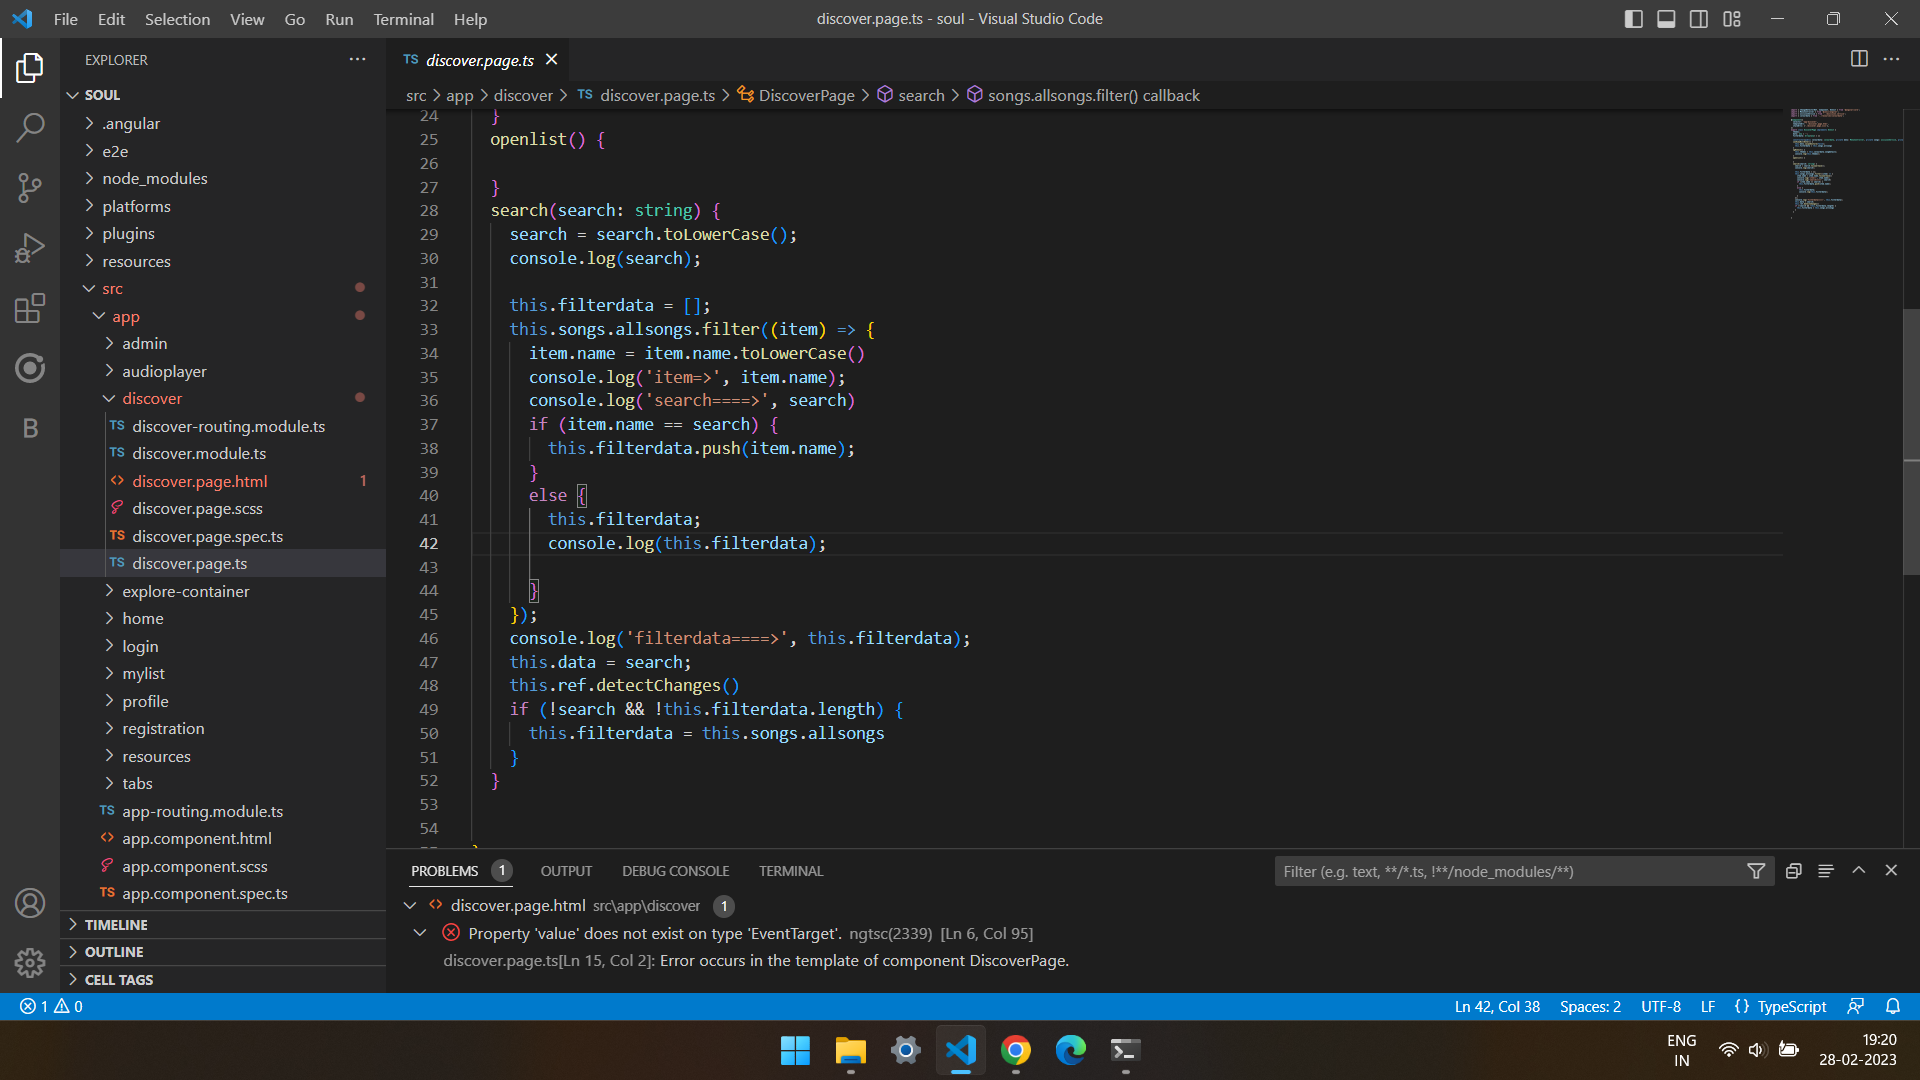 File Edit Selection View Go Run Terminal Help
discover.page.ts - soul - Visual Studio Code
EXPLORER
SOUL
.angular
e2e
node_modules
platforms
plugins
resources
src
app
admin
audioplayer
discover
TS discover-routing.module.ts
TS discover.module.ts
<> discover.page.html 1
discover.page.scss
TS discover.page.spec.ts
TS discover.page.ts
explore-container
home
login
mylist
profile
registration
resources
tabs
TS app-routing.module.ts
<> app.component.html
app.component.scss
TS app.component.spec.ts
TIMELINE
OUTLINE
CELL TAGS
B
TS discover.page.ts
src > app > discover > TS discover.page.ts > DiscoverPage > search > songs.allsongs.filter() callback
24 }
25 openlist() {
26
27 }
28 search(search: string) {
29 search = search.toLowerCase();
30 console.log(search);
31
32 this.filterdata = [];
33 this.songs.allsongs.filter((item) => {
34 item.name = item.name.toLowerCase()
35 console.log('item=>', item.name);
36 console.log('search====>', search)
37 if (item.name == search) {
38 this.filterdata.push(item.name);
39 }
40 else {
41 this.filterdata;
42 console.log(this.filterdata);
43
44 }
45 });
46 console.log('filterdata====>', this.filterdata);
47 this.data = search;
48 this.ref.detectChanges()
49 if (!search && !this.filterdata.length) {
50 this.filterdata = this.songs.allsongs
51 }
52 }
53
54
PROBLEMS 1 OUTPUT DEBUG CONSOLE TERMINAL
Filter (e.g. text, **/*.ts, !**/node_modules/**)
<> discover.page.html src\app\discover 1
Property 'value' does not exist on type 'EventTarget'. ngtsc(2339) [Ln 6, Col 95]
discover.page.ts[Ln 15, Col 2]: Error occurs in the template of component DiscoverPage.
1 0
Ln 42, Col 38 Spaces: 2 UTF-8 LF {} TypeScript
ENG
IN
19:20
28-02-2023